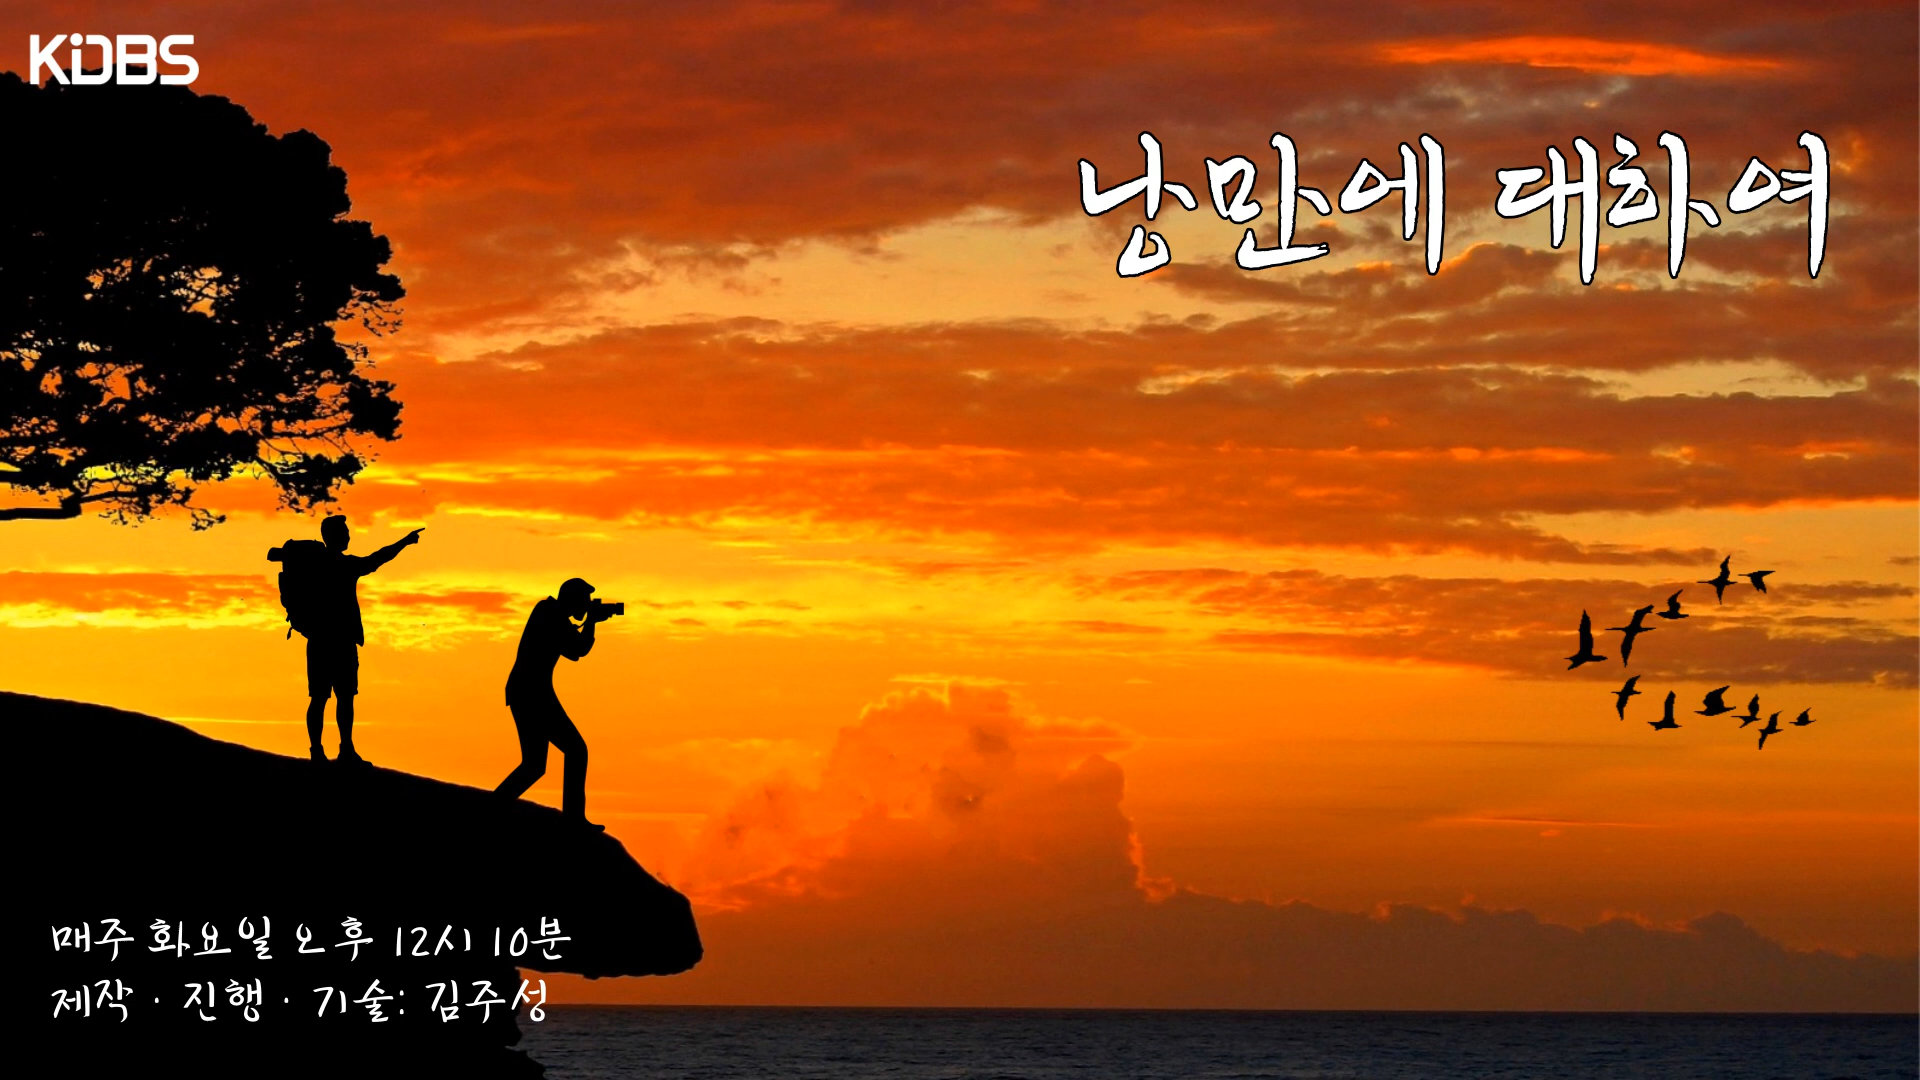 KiDBS
낭만에 대하여
매주 화요일 오후 12시 10분
제작 · 진행 · 기술: 김주성